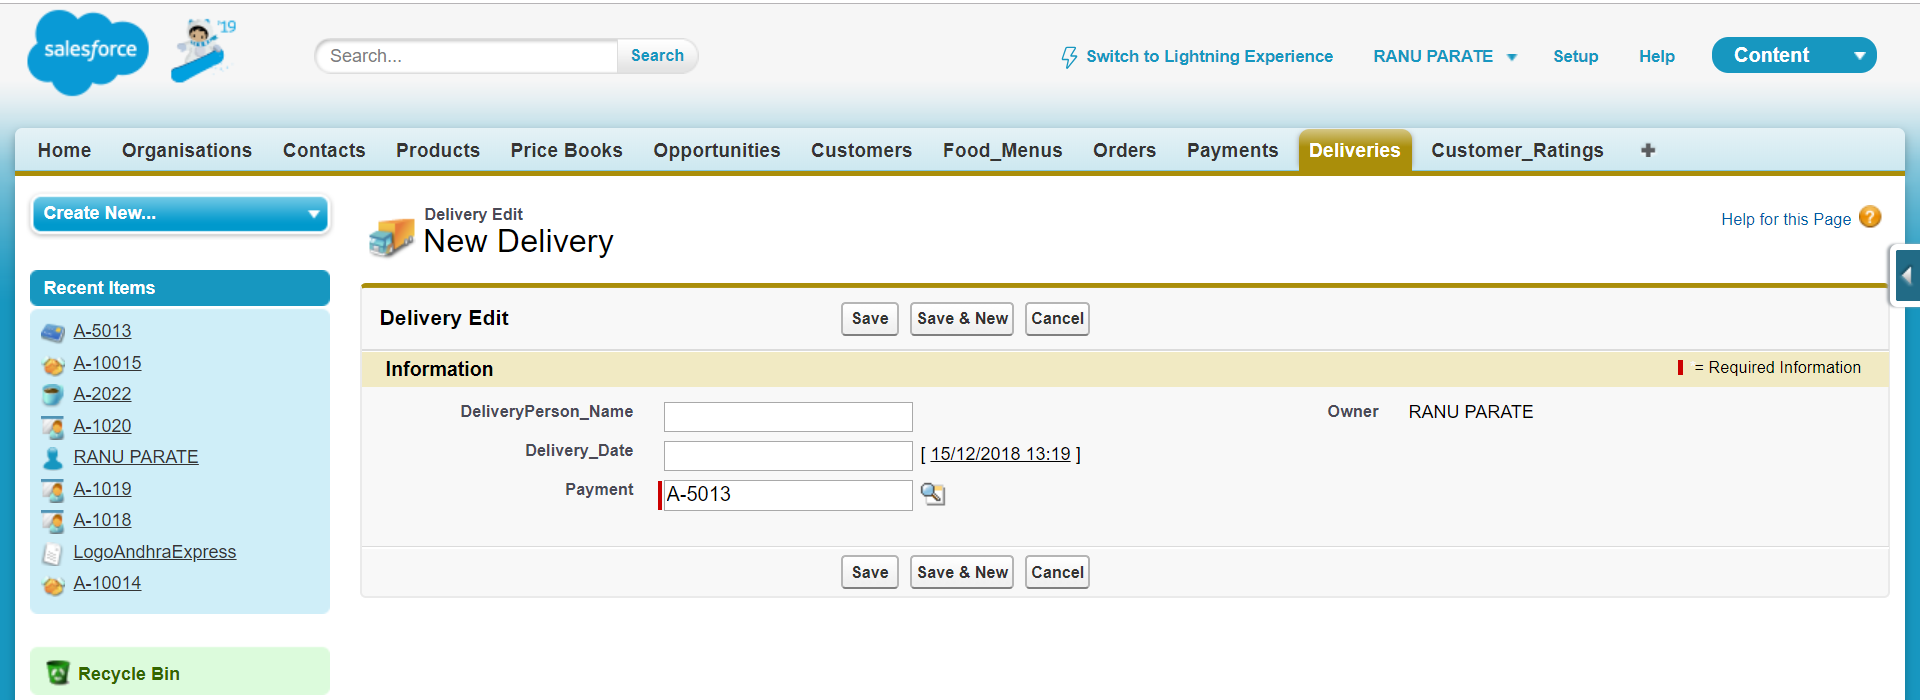 salesforce
'19
Search...
Search
Switch to Lightning Experience
RANU PARATE
Setup
Help
Content
Home Organisations Contacts Products Price Books Opportunities Customers Food_Menus Orders Payments Deliveries Customer_Ratings +
Create New...
Delivery Edit
New Delivery
Help for this Page ?
Recent Items
A-5013
A-10015
A-2022
A-1020
RANU PARATE
A-1019
A-1018
LogoAndhraExpress
A-10014
Recycle Bin
Delivery Edit
Save Save & New Cancel
Information
= Required Information
DeliveryPerson_Name
Owner RANU PARATE
Delivery_Date [ 15/12/2018 13:19 ]
Payment A-5013
Save Save & New Cancel